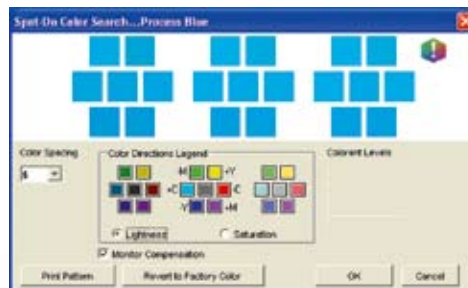 Spot-On Color Search...Process Blue
Color Spacing
6
Color Directions Legend
Colorant Levels
-M +Y
+C -C
-Y +M
Lightness Saturation
Monitor Compensation
Print Pattern Revert to Factory Color OK Cancel